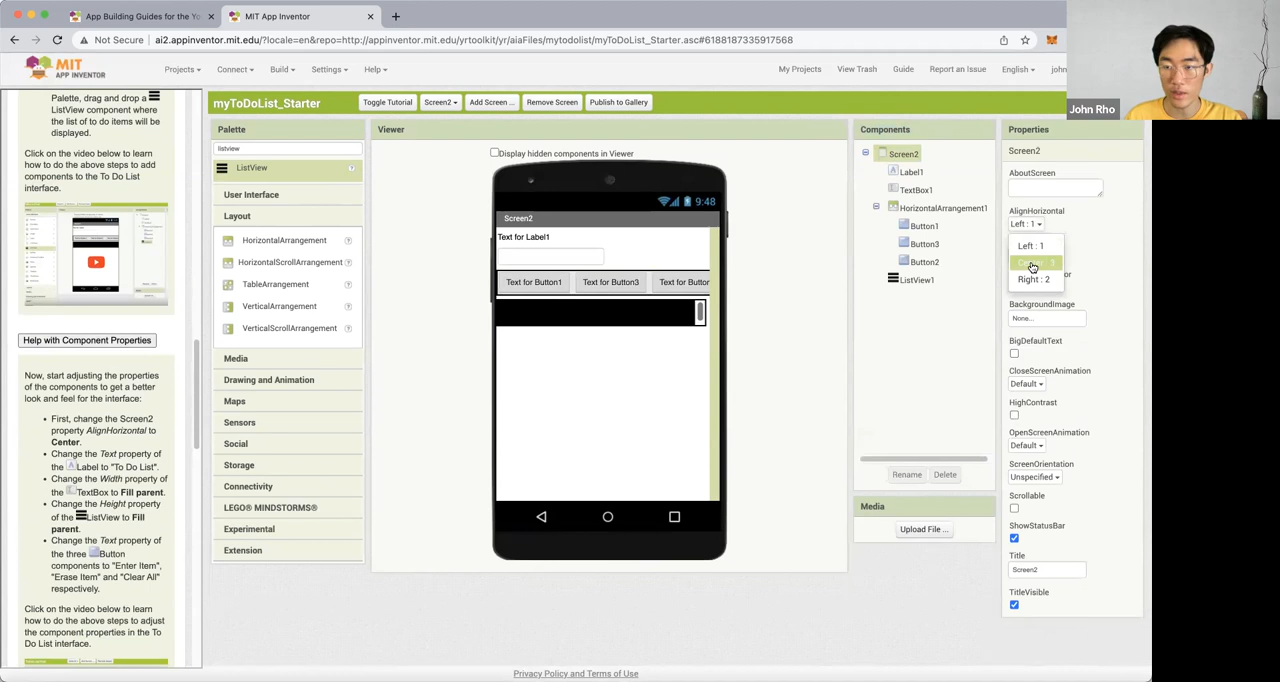 App Building Guides for the Yo
MIT App Inventor
Not Secure
ai2.appinventor.mit.edu/?locale=en&repo=http://appinventor.mit.edu/yrtoolkit/yr/aiaFiles/mytodolist/myToDoList_Starter.asc#6188187335917568
MIT
APP INVENTOR
Projects
Connect
Build
Settings
Help
My Projects
View Trash
Guide
Report an Issue
English
john
John Rho
myToDoList_Starter
Toggle Tutorial
Screen2
Add Screen ...
Remove Screen
Publish to Gallery
Palette, drag and drop a
ListView component where
the list of to do items will be
displayed.
Click on the video below to learn
how to do the above steps to add
components to the To Do List
interface.
Help with Component Properties
Now, start adjusting the properties
of the components to get a better
look and feel for the interface:
• First, change the Screen2
property AlignHorizontal to
Center.
• Change the Text property of
the Label to "To Do List".
• Change the Width property of
the TextBox to Fill parent.
• Change the Height property
of the ListView to Fill
parent.
• Change the Text property of
the three Button
components to "Enter Item",
"Erase Item" and "Clear All"
respectively.
Click on the video below to learn
how to do the above steps to adjust
the component properties in the To
Do List interface.
Palette
listview
ListView
?
User Interface
Layout
HorizontalArrangement
?
HorizontalScrollArrangement
?
TableArrangement
?
VerticalArrangement
?
VerticalScrollArrangement
?
Media
Drawing and Animation
Maps
Sensors
Social
Storage
Connectivity
LEGO® MINDSTORMS®
Experimental
Extension
Viewer
Display hidden components in Viewer
9:48
Screen2
Text for Label1
Text for Button1
Text for Button3
Text for Button
Components
Screen2
Label1
TextBox1
HorizontalArrangement1
Button1
Button3
Button2
ListView1
Rename
Delete
Media
Upload File ...
Properties
Screen2
AboutScreen
AlignHorizontal
Left : 1
Left : 1
Center : 3
Right : 2
BackgroundImage
None...
BigDefaultText
CloseScreenAnimation
Default
HighContrast
OpenScreenAnimation
Default
ScreenOrientation
Unspecified
Scrollable
ShowStatusBar
Title
Screen2
TitleVisible
Privacy Policy and Terms of Use